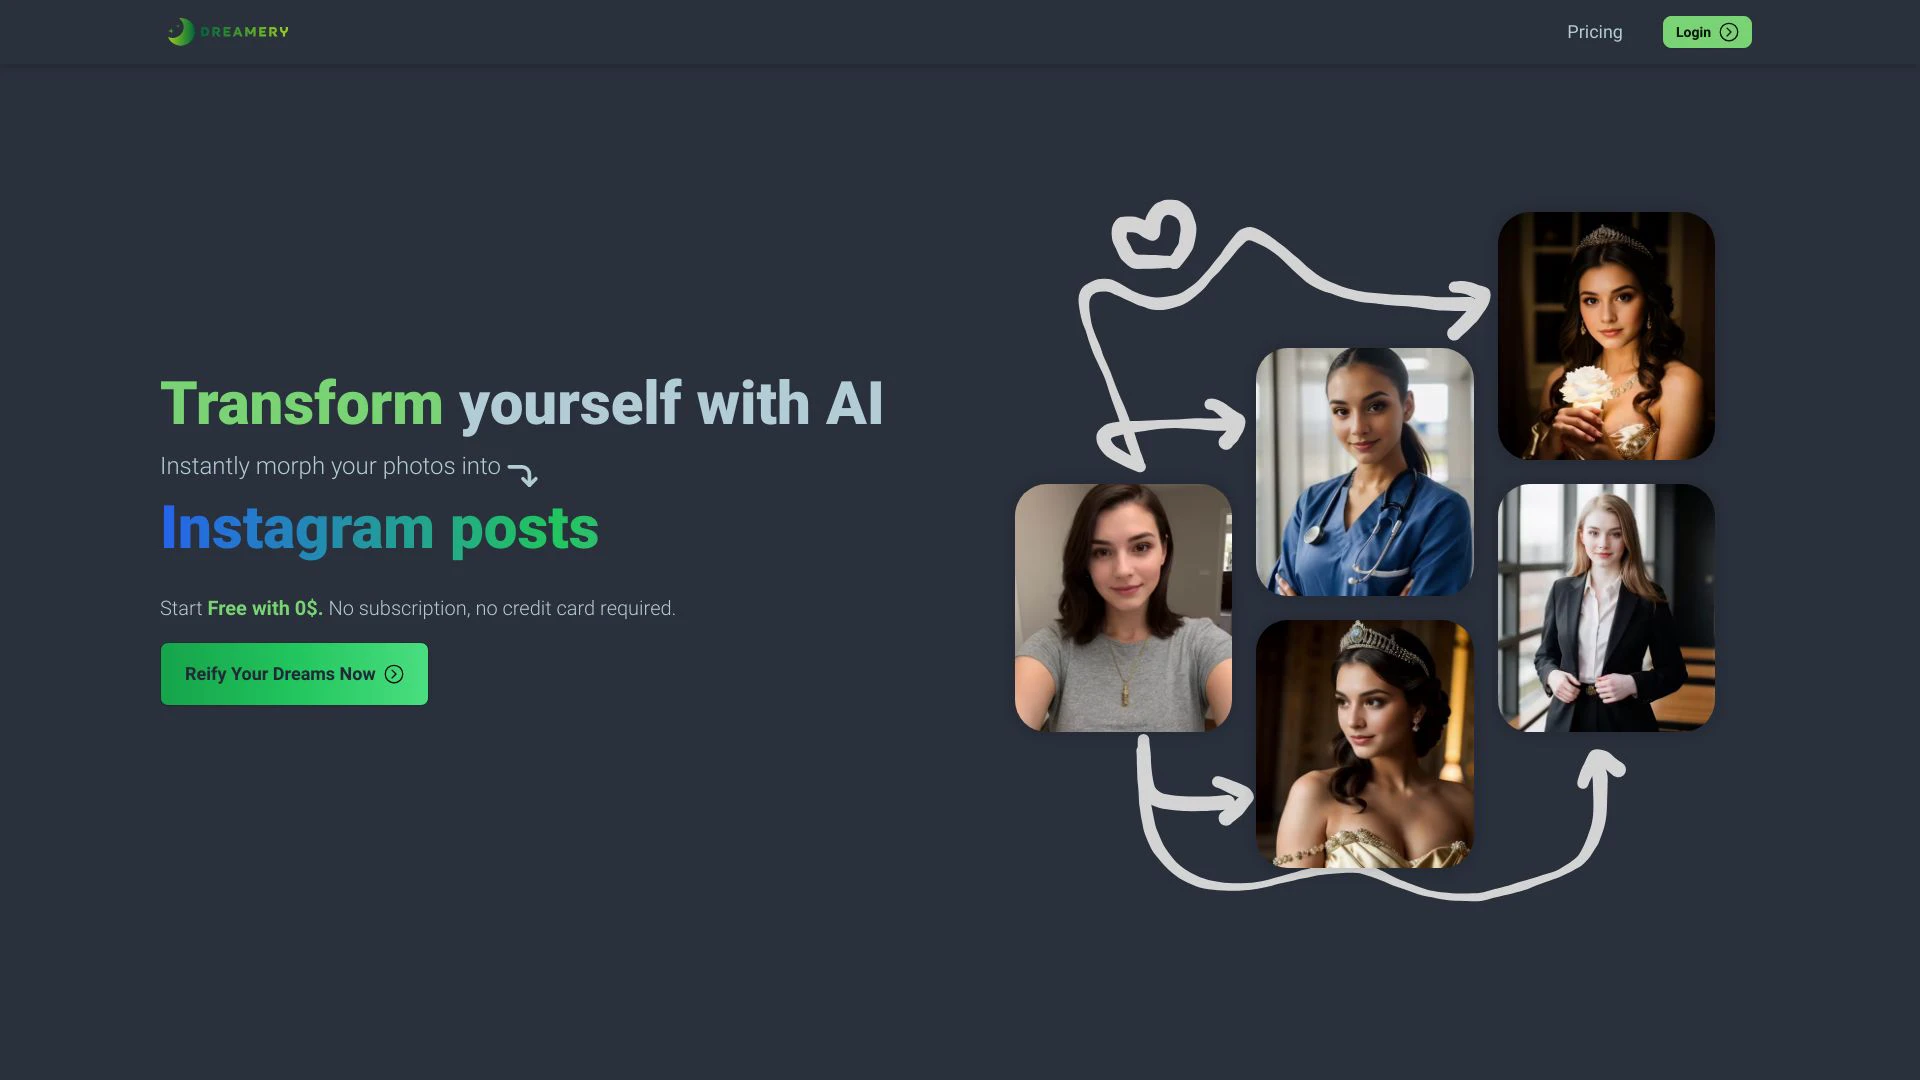 DREAMERY
Pricing
Login
Transform yourself with AI
Instantly morph your photos into
Instagram posts
Start Free with 0$. No subscription, no credit card required.
Reify Your Dreams Now